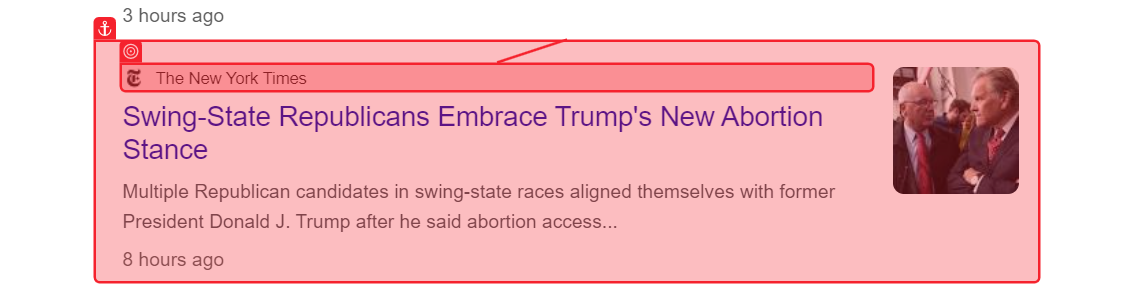 3 hours ago
The New York Times
Swing-State Republicans Embrace Trump's New Abortion
Stance
Multiple Republican candidates in swing-state races aligned themselves with former
President Donald J. Trump after he said abortion access...
8 hours ago